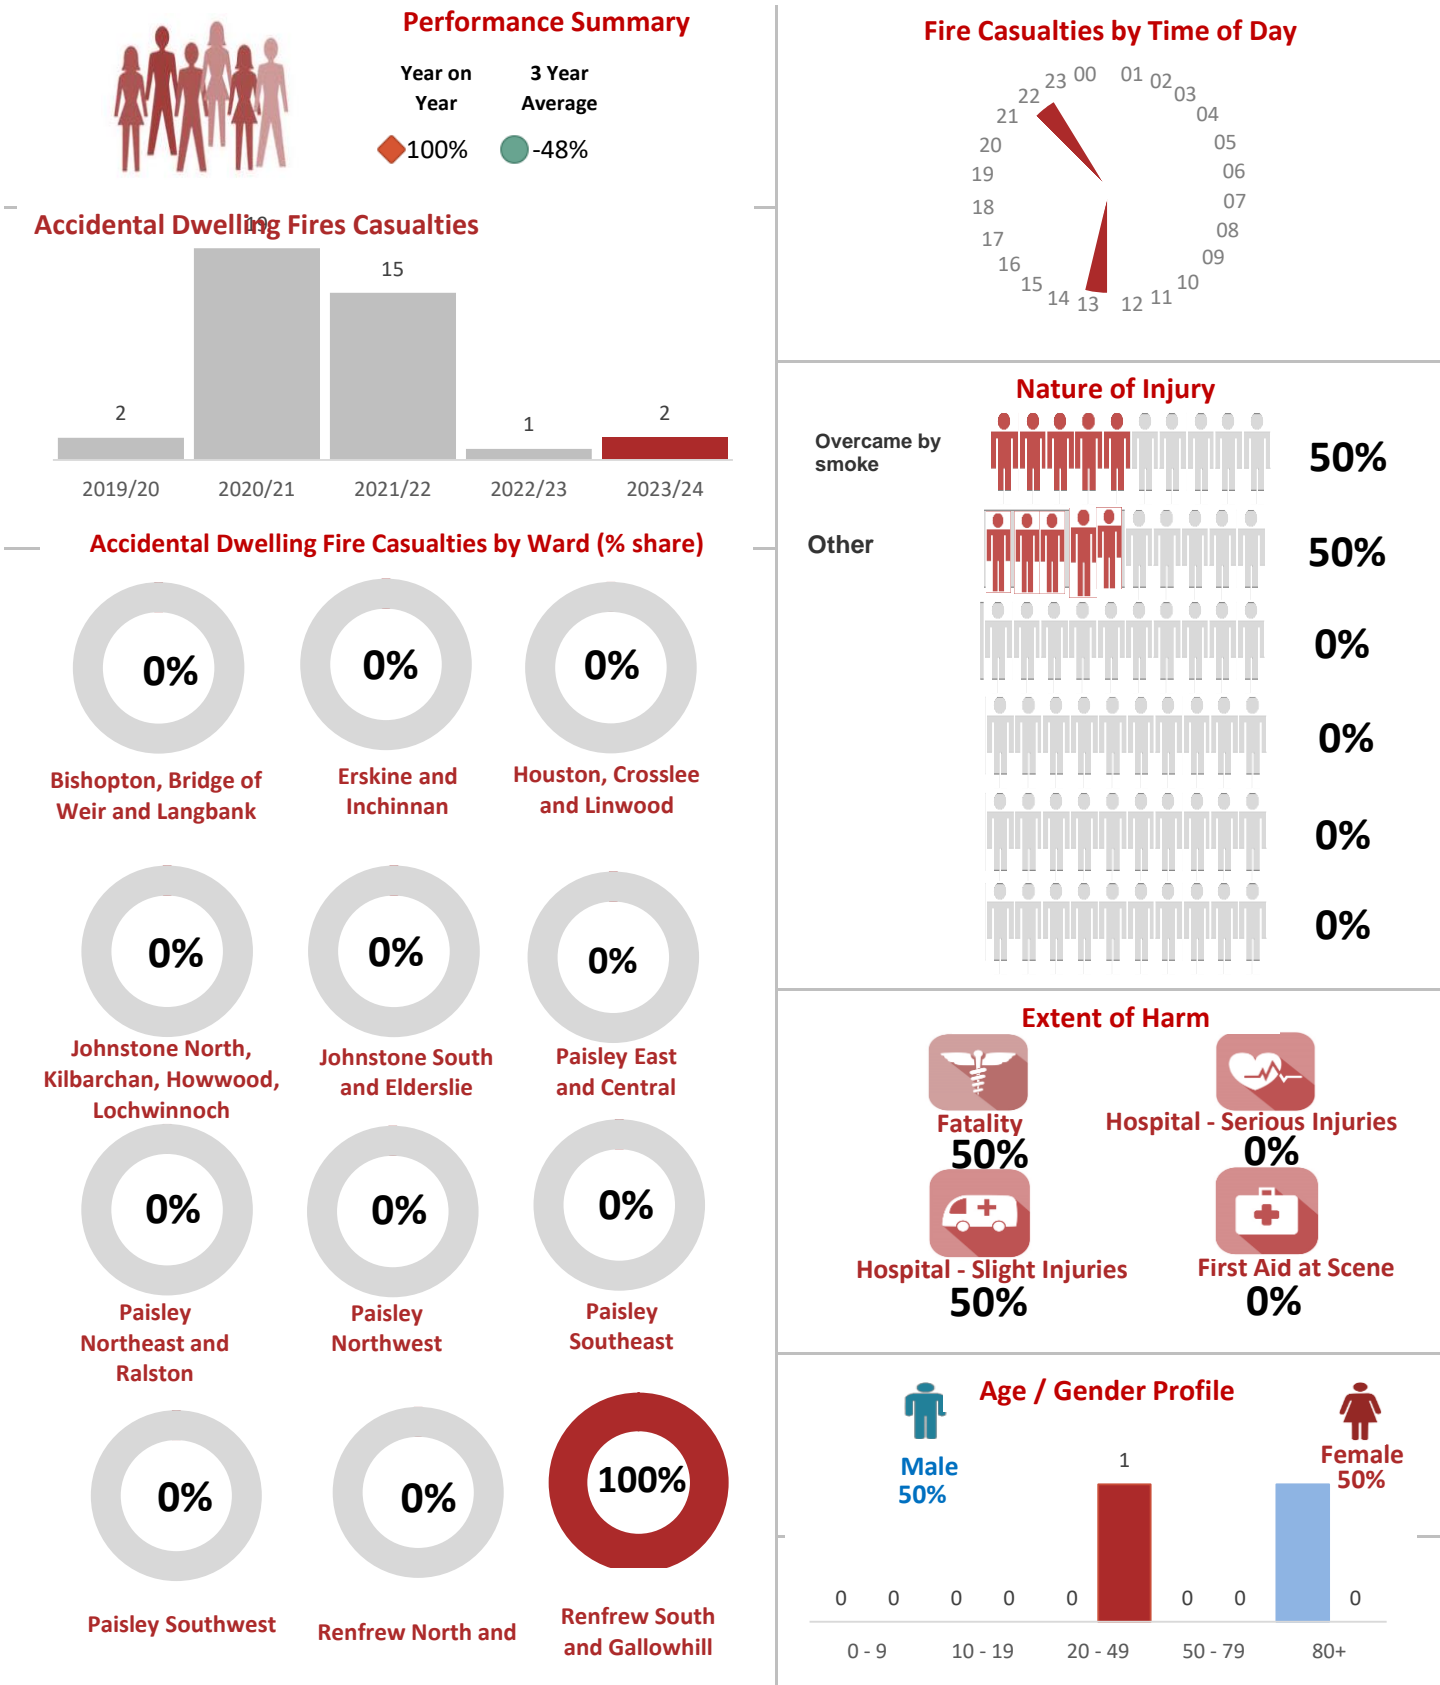 Performance Summary
Year on
Year
3 Year
Average
100%
-48%
Accidental Dwelling Fires Casualties
19
15
2
1
2
2019/20
2020/21
2021/22
2022/23
2023/24
Accidental Dwelling Fire Casualties by Ward (% share)
0%
0%
0%
Bishopton, Bridge of
Weir and Langbank
Erskine and
Inchinnan
Houston, Crosslee
and Linwood
0%
0%
0%
Johnstone North,
Kilbarchan, Howwood,
Lochwinnoch
Johnstone South
and Elderslie
Paisley East
and Central
0%
0%
0%
Paisley
Northeast and
Ralston
Paisley
Northwest
Paisley
Southeast
0%
0%
100%
Paisley Southwest
Renfrew North and
Renfrew South
and Gallowhill
Fire Casualties by Time of Day
00
01
02
03
04
05
06
07
08
09
10
11
12
13
14
15
16
17
18
19
20
21
22
23
Nature of Injury
Overcame by
smoke
50%
Other
50%
0%
0%
0%
0%
Extent of Harm
Fatality
50%
Hospital - Serious Injuries
0%
Hospital - Slight Injuries
50%
First Aid at Scene
0%
Age / Gender Profile
Male
50%
Female
50%
1
0
0
0
0
0
0
0
0
0 - 9
10 - 19
20 - 49
50 - 79
80+